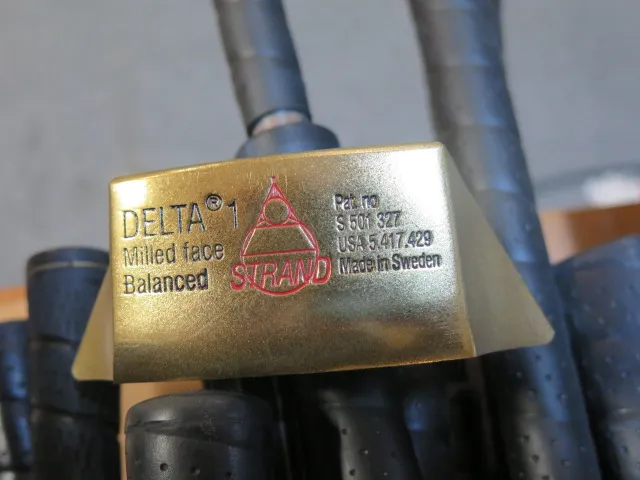 DELTA® 1
Milled face
Balanced
STRAND
Pat. no
S 501 327
USA 5,417,429
Made in Sweden